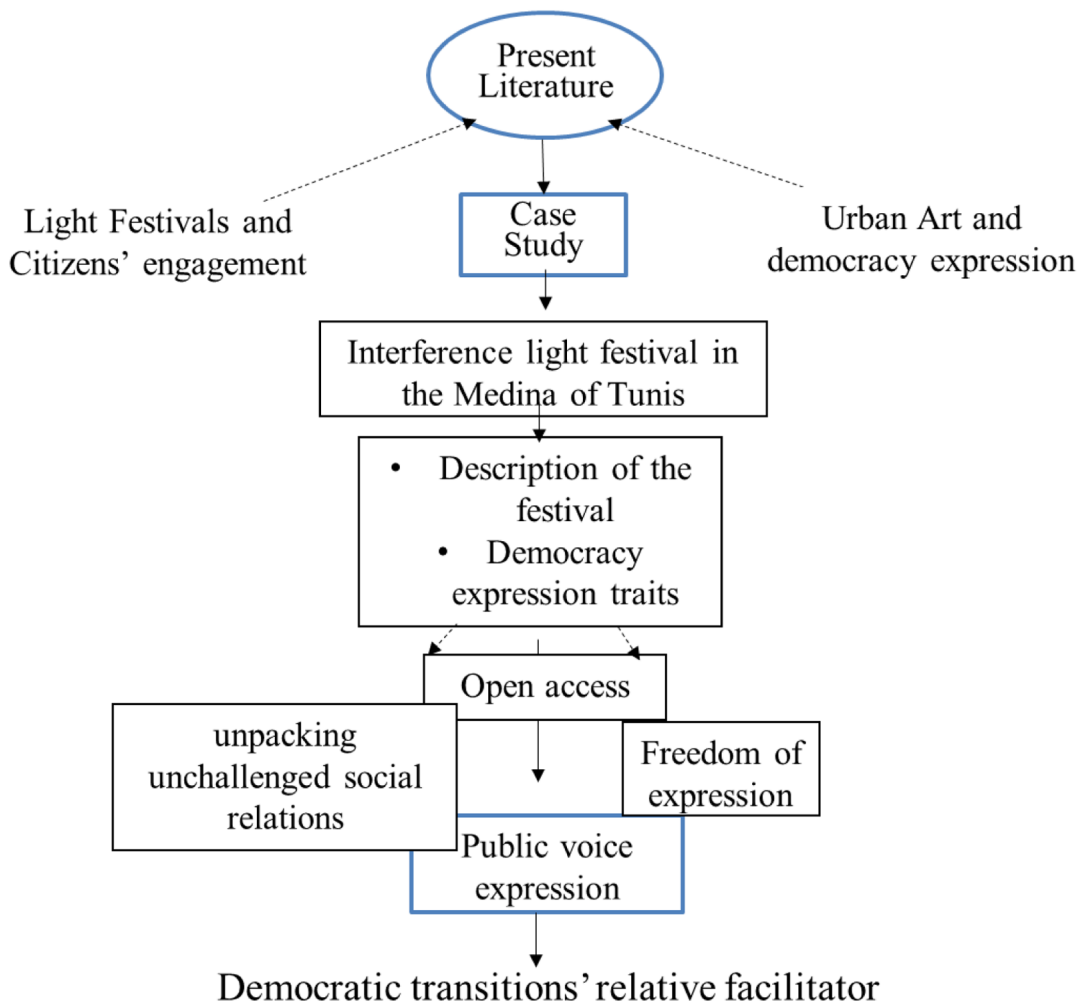 Present
Literature
Light Festivals and
Citizens’ engagement
Case
Study
Urban Art and
democracy expression
Interference light festival in
the Medina of Tunis
• Description of the
festival
• Democracy
expression traits
Open access
unpacking
unchallenged social
relations
Freedom of
expression
Public voice
expression
Democratic transitions’ relative facilitator